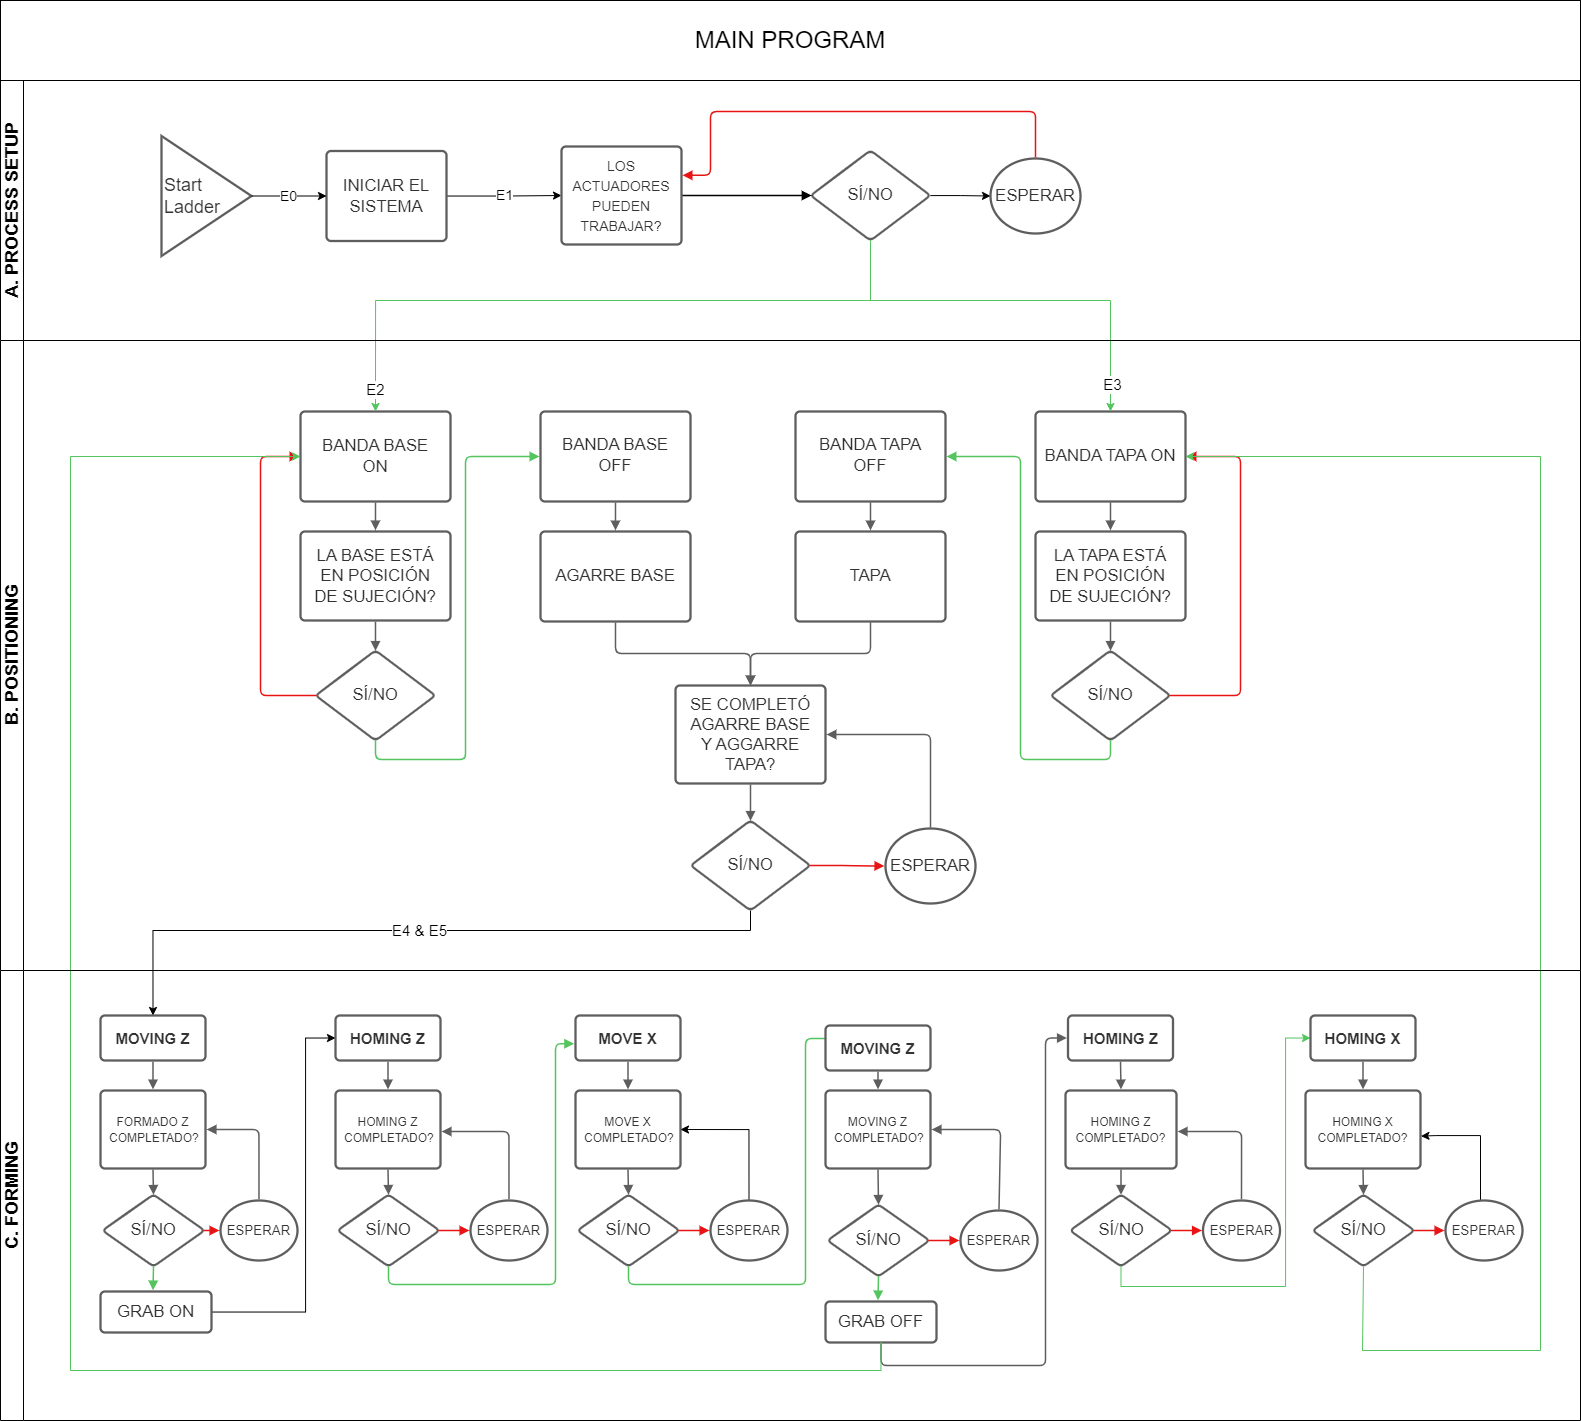 MAIN PROGRAM
A. PROCESS SETUP
Start
Ladder
E0
INICIAR EL
SISTEMA
E1
LOS
ACTUADORES
PUEDEN
TRABAJAR?
SÍ/NO
ESPERAR
B. POSITIONING
E2
E3
BANDA BASE
ON
BANDA BASE
OFF
BANDA TAPA
OFF
BANDA TAPA ON
LA BASE ESTÁ
EN POSICIÓN
DE SUJECIÓN?
AGARRE BASE
TAPA
LA TAPA ESTÁ
EN POSICIÓN
DE SUJECIÓN?
SÍ/NO
SÍ/NO
SE COMPLETÓ
AGARRE BASE
Y AGGARRE
TAPA?
SÍ/NO
ESPERAR
E4 & E5
C. FORMING
MOVING Z
HOMING Z
MOVE X
MOVING Z
HOMING Z
HOMING X
FORMADO Z
COMPLETADO?
HOMING Z
COMPLETADO?
MOVE X
COMPLETADO?
MOVING Z
COMPLETADO?
HOMING Z
COMPLETADO?
HOMING X
COMPLETADO?
SÍ/NO
ESPERAR
SÍ/NO
ESPERAR
SÍ/NO
ESPERAR
SÍ/NO
ESPERAR
SÍ/NO
ESPERAR
SÍ/NO
ESPERAR
GRAB ON
GRAB OFF